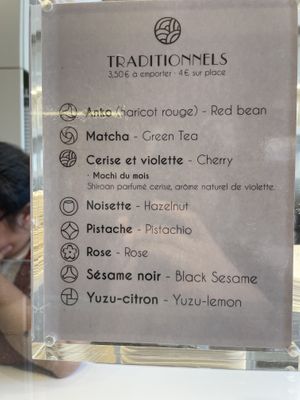 TRADITIONNELS
3,50€ à emporter · 4€ sur place
Anko (haricot rouge) - Red bean
Matcha - Green Tea
Cerise et violette - Cherry
• Mochi du mois
Shiroan parfumé cerise, arôme naturel de violette.
Noisette - Hazelnut
Pistache - Pistachio
Rose - Rose
Sésame noir - Black Sesame
Yuzu-citron - Yuzu-lemon